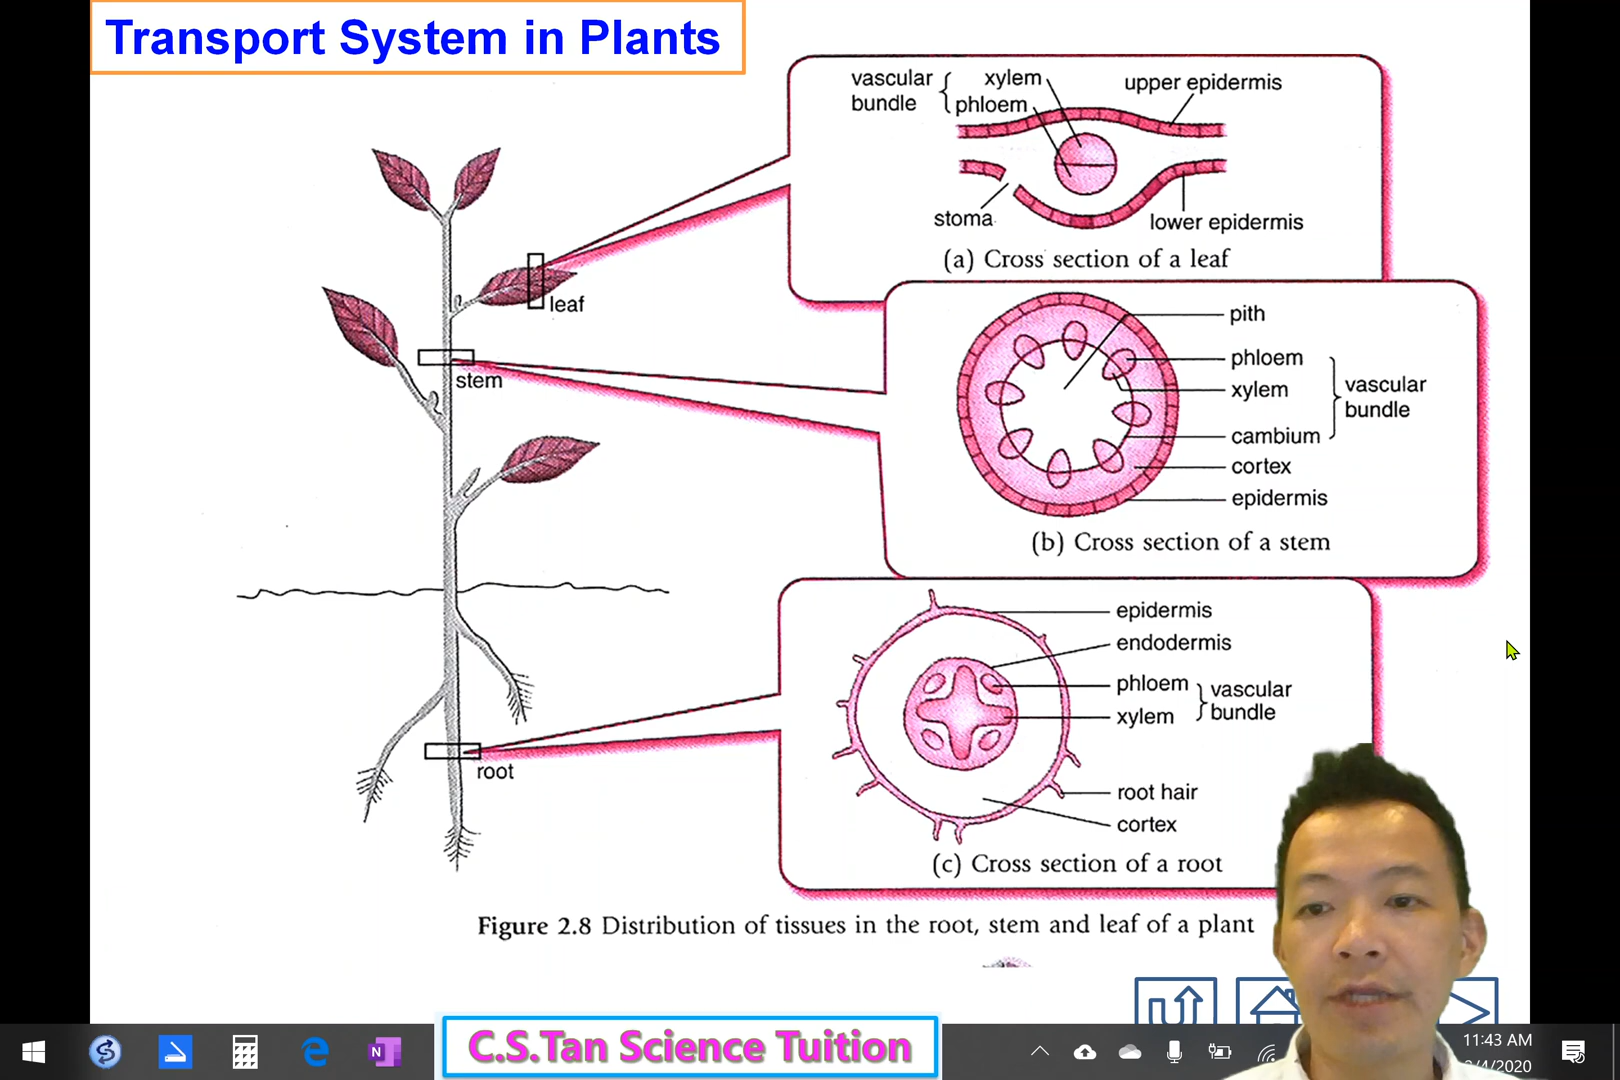 Transport System in Plants
vascular bundle
xylem
phloem
upper epidermis
stoma
lower epidermis
(a) Cross section of a leaf
leaf
stem
root
pith
phloem
xylem
cambium
vascular bundle
cortex
epidermis
(b) Cross section of a stem
epidermis
endodermis
phloem
xylem
vascular bundle
root hair
cortex
(c) Cross section of a root
Figure 2.8 Distribution of tissues in the root, stem and leaf of a plant
C.S.Tan Science Tuition
N
11:43 AM
/4/2020